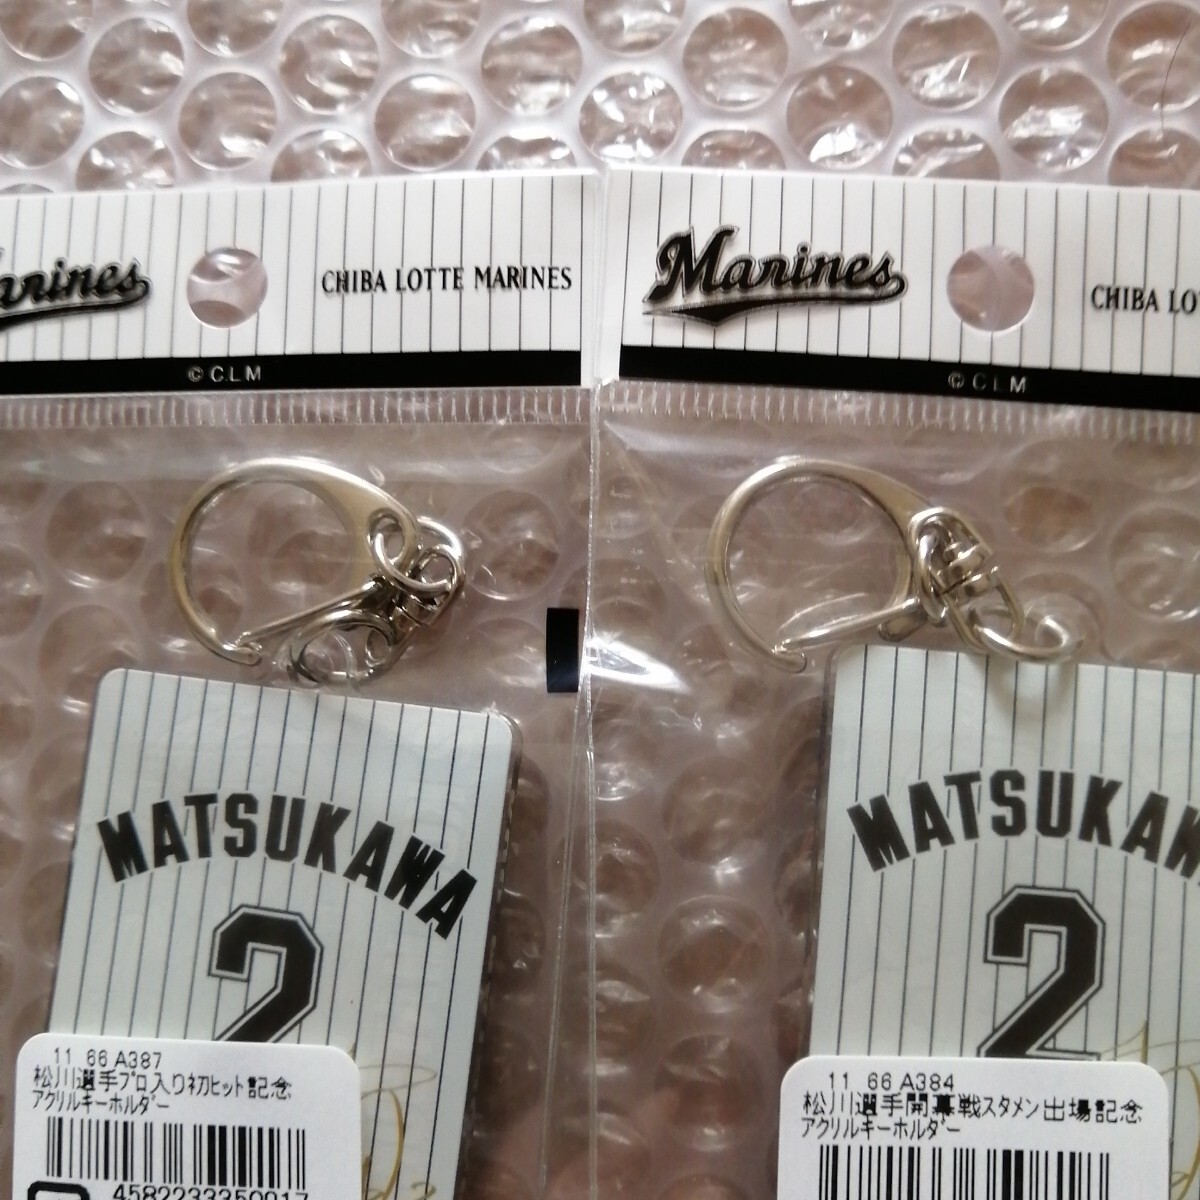 Marines
CHIBA LOTTE MARINES
© C.L.M
MATSUKAWA
2
11 66 A387
松川選手プロ入り初ヒット記念
アクリルキーホルダー
Marines
CHIBA LO
© C L M
MATSUKAW
2
11 66 A384
松川選手開幕戦スタメン出場記念
アクリルキーホルダー